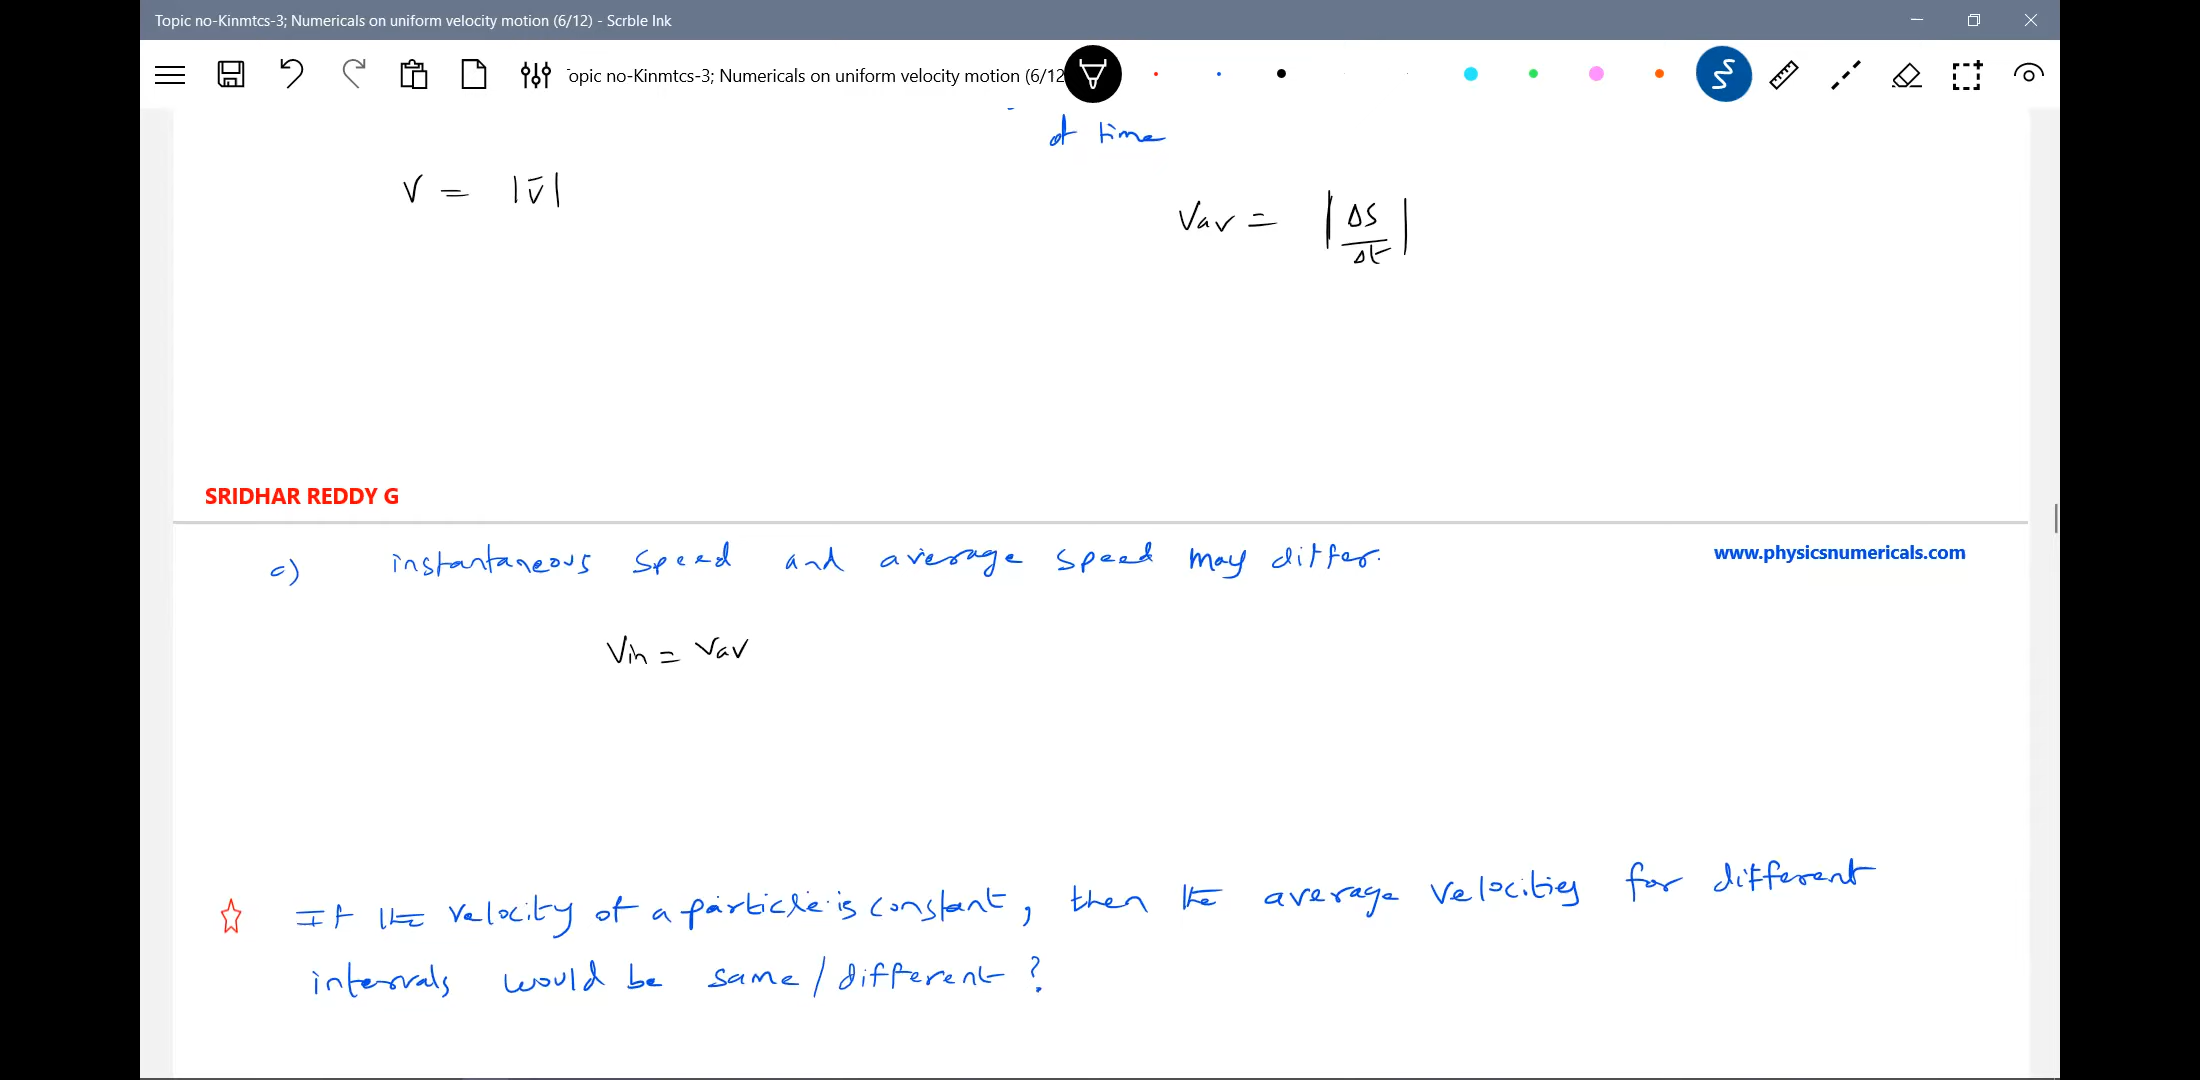 Topic no-Kinmtcs-3; Numericals on uniform velocity motion (6/12) - Scrble Ink
Topic no-Kinmtcs-3; Numericals on uniform velocity motion (6/12
of time
V = |v̄|
Vav = |ΔS/Δt|
SRIDHAR REDDY G
c) instantaneous speed and average speed may differ.
www.physicsnumericals.com
Vin = Vav
☆ If the velocity of a particle is constant, then the average velocities for different
intervals would be same/different?